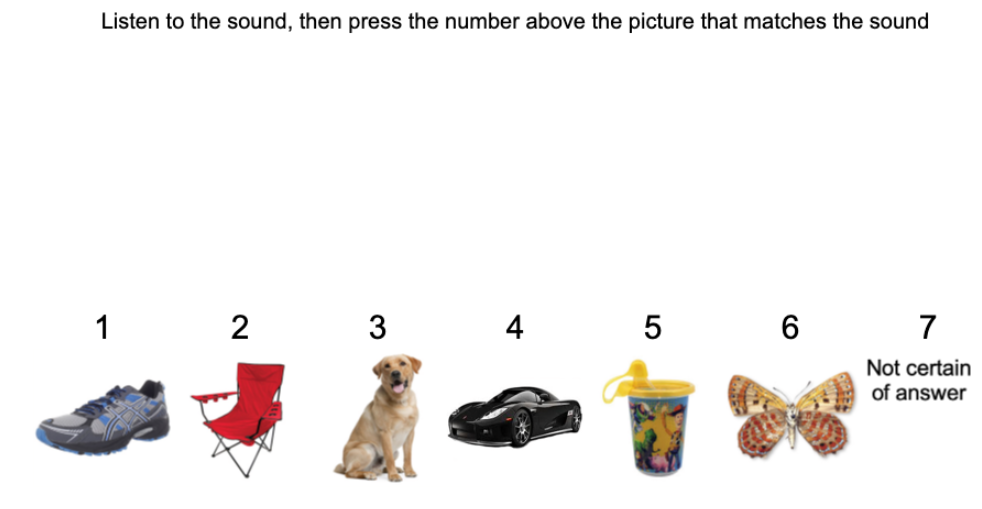 Listen to the sound, then press the number above the picture that matches the sound
1 2 3 4 5 6 7
Not certain
of answer